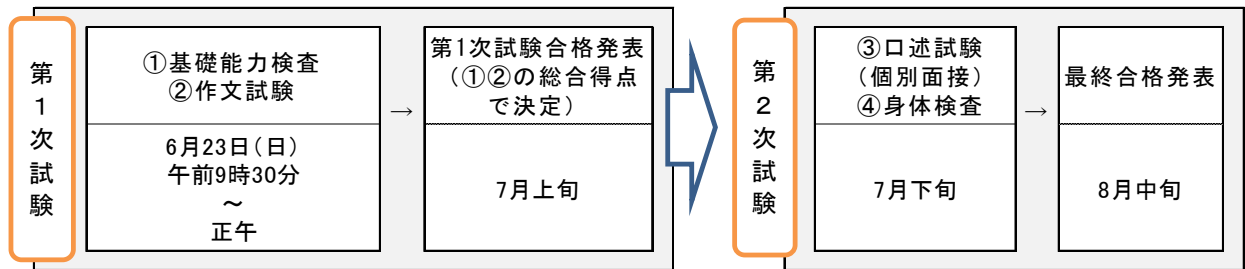 第1次試験
①基礎能力検査
②作文試験
6月23日(日)
午前9時30分
～
正午
→
第1次試験合格発表
(①②の総合得点
で決定)
7月上旬
第2次試験
③口述試験
(個別面接)
④身体検査
7月下旬
→
最終合格発表
8月中旬